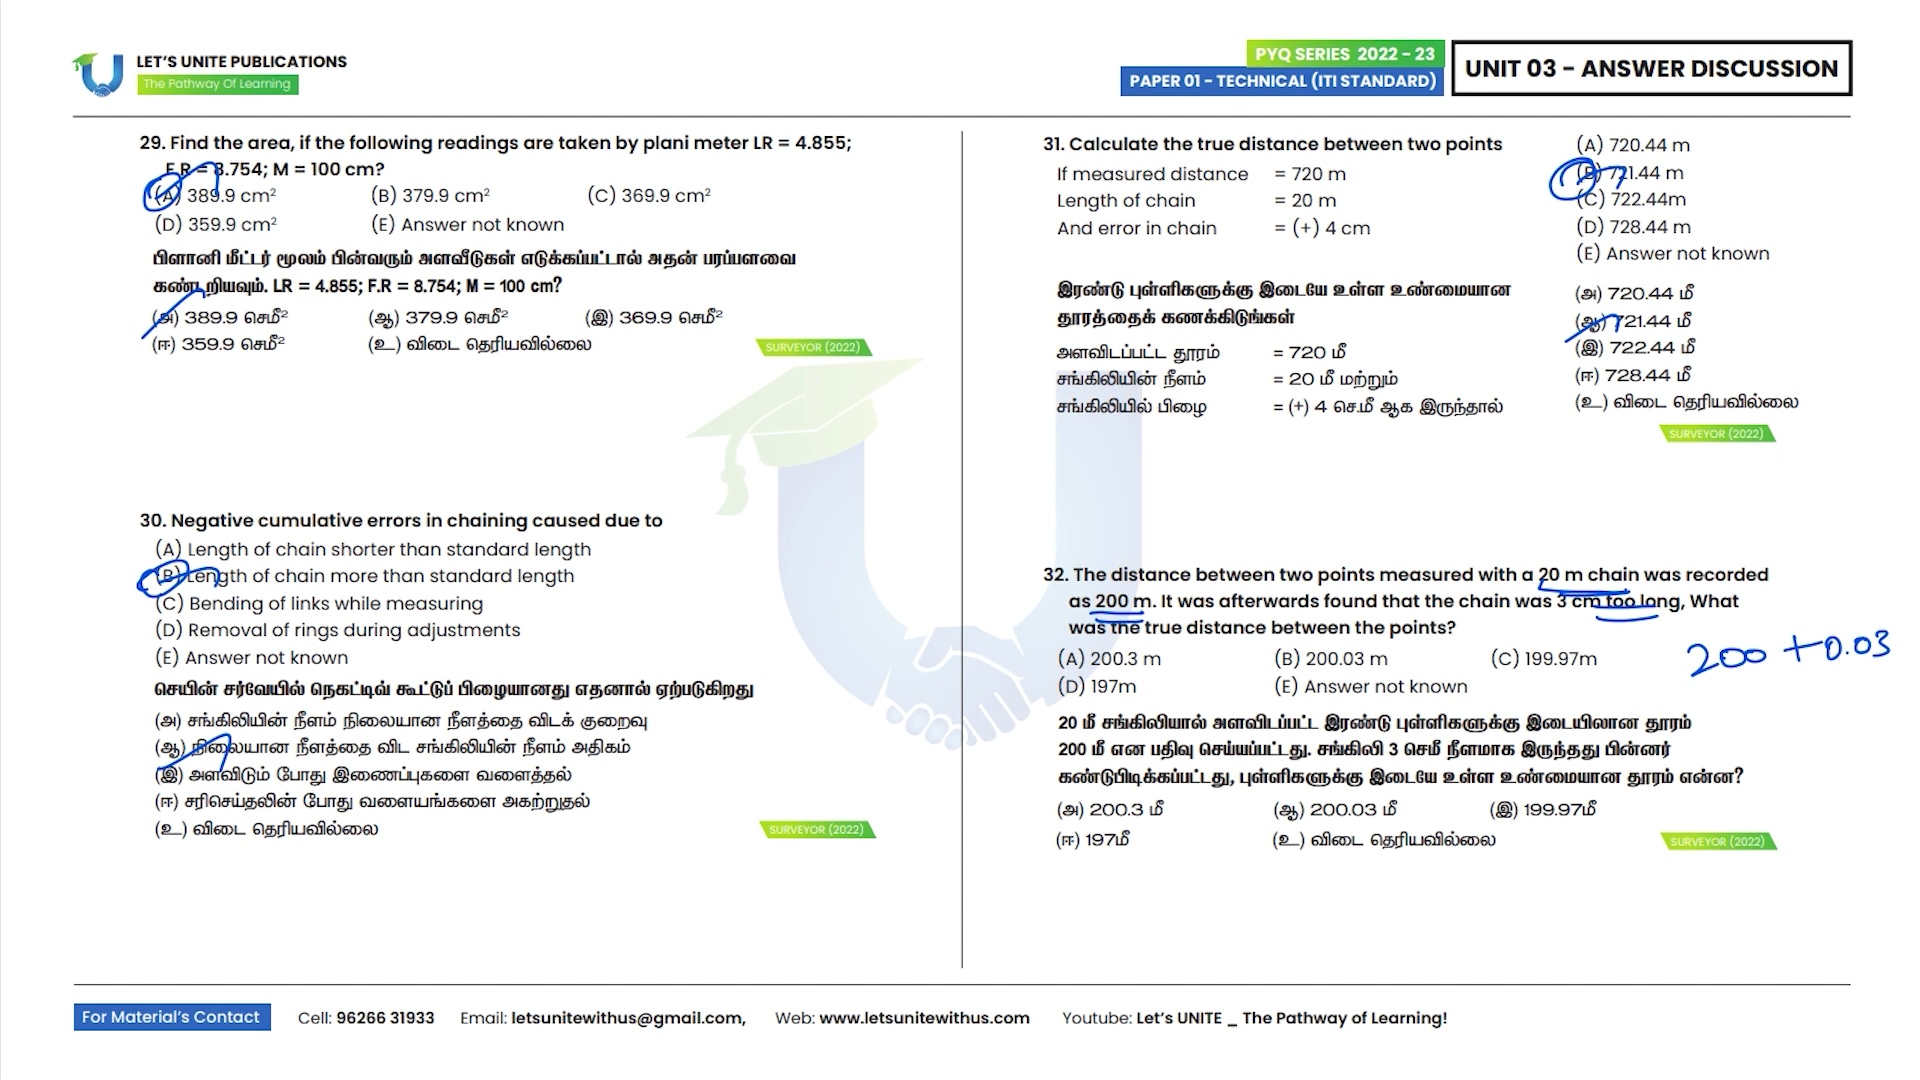 LET'S UNITE PUBLICATIONS
The Pathway Of Learning
PYQ SERIES 2022 - 23
PAPER 01 - TECHNICAL (ITI STANDARD)
UNIT 03 - ANSWER DISCUSSION
29. Find the area, if the following readings are taken by plani meter LR = 4.855;
F.R = 8.754; M = 100 cm?
(A) 389.9 cm² (B) 379.9 cm² (C) 369.9 cm²
(D) 359.9 cm² (E) Answer not known
பிளானி மீட்டர் மூலம் பின்வரும் அளவீடுகள் எடுக்கப்பட்டால் அதன் பரப்பளவை
கண்டறியவும். LR = 4.855; F.R = 8.754; M = 100 cm?
(அ) 389.9 செமீ² (ஆ) 379.9 செமீ² (இ) 369.9 செமீ²
(ஈ) 359.9 செமீ² (உ) விடை தெரியவில்லை
SURVEYOR (2022)
30. Negative cumulative errors in chaining caused due to
(A) Length of chain shorter than standard length
(B) Length of chain more than standard length
(C) Bending of links while measuring
(D) Removal of rings during adjustments
(E) Answer not known
செயின் சர்வேயில் நெகட்டிவ் கூட்டுப் பிழையானது எதனால் ஏற்படுகிறது
(அ) சங்கிலியின் நீளம் நிலையான நீளத்தை விடக் குறைவு
(ஆ) நிலையான நீளத்தை விட சங்கிலியின் நீளம் அதிகம்
(இ) அளவிடும் போது இணைப்புகளை வளைத்தல்
(ஈ) சரிசெய்தலின் போது வளையங்களை அகற்றுதல்
(உ) விடை தெரியவில்லை
SURVEYOR (2022)
31. Calculate the true distance between two points
If measured distance = 720 m
Length of chain = 20 m
And error in chain = (+) 4 cm
(A) 720.44 m
(B) 721.44 m
(C) 722.44m
(D) 728.44 m
(E) Answer not known
இரண்டு புள்ளிகளுக்கு இடையே உள்ள உண்மையான
தூரத்தைக் கணக்கிடுங்கள்
அளவிடப்பட்ட தூரம் = 720 மீ
சங்கிலியின் நீளம் = 20 மீ மற்றும்
சங்கிலியில் பிழை = (+) 4 செ.மீ ஆக இருந்தால்
(அ) 720.44 மீ
(ஆ) 721.44 மீ
(இ) 722.44 மீ
(ஈ) 728.44 மீ
(உ) விடை தெரியவில்லை
SURVEYOR (2022)
32. The distance between two points measured with a 20 m chain was recorded
as 200 m. It was afterwards found that the chain was 3 cm too long, What
was the true distance between the points?
(A) 200.3 m (B) 200.03 m (C) 199.97m
(D) 197m (E) Answer not known
200 + 0.03
20 மீ சங்கிலியால் அளவிடப்பட்ட இரண்டு புள்ளிகளுக்கு இடையிலான தூரம்
200 மீ என பதிவு செய்யப்பட்டது. சங்கிலி 3 செமீ நீளமாக இருந்தது பின்னர்
கண்டுபிடிக்கப்பட்டது, புள்ளிகளுக்கு இடையே உள்ள உண்மையான தூரம் என்ன?
(அ) 200.3 மீ (ஆ) 200.03 மீ (இ) 199.97மீ
(ஈ) 197மீ (உ) விடை தெரியவில்லை
SURVEYOR (2022)
For Material's Contact Cell: 96266 31933 Email: letsunitewithus@gmail.com, Web: www.letsunitewithus.com Youtube: Let's UNITE _ The Pathway of Learning!